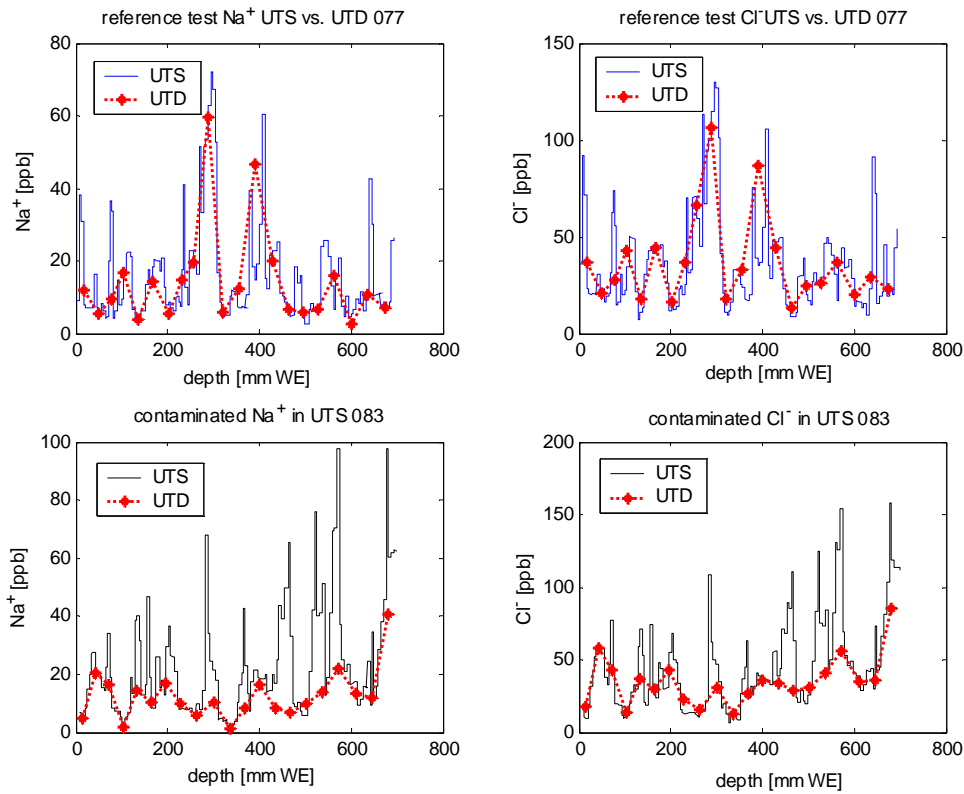 reference test Na⁺ UTS vs. UTD 077
80
60
40
20
0
Na⁺ [ppb]
UTS
UTD
0 200 400 600 800
depth [mm WE]
reference test Cl⁻UTS vs. UTD 077
150
100
50
0
Cl⁻ [ppb]
UTS
UTD
0 200 400 600 800
depth [mm WE]
contaminated Na⁺ in UTS 083
100
80
60
40
20
0
Na⁺ [ppb]
UTS
UTD
0 200 400 600 800
depth [mm WE]
contaminated Cl⁻ in UTS 083
200
150
100
50
0
Cl⁻ [ppb]
UTS
UTD
0 200 400 600 800
depth [mm WE]